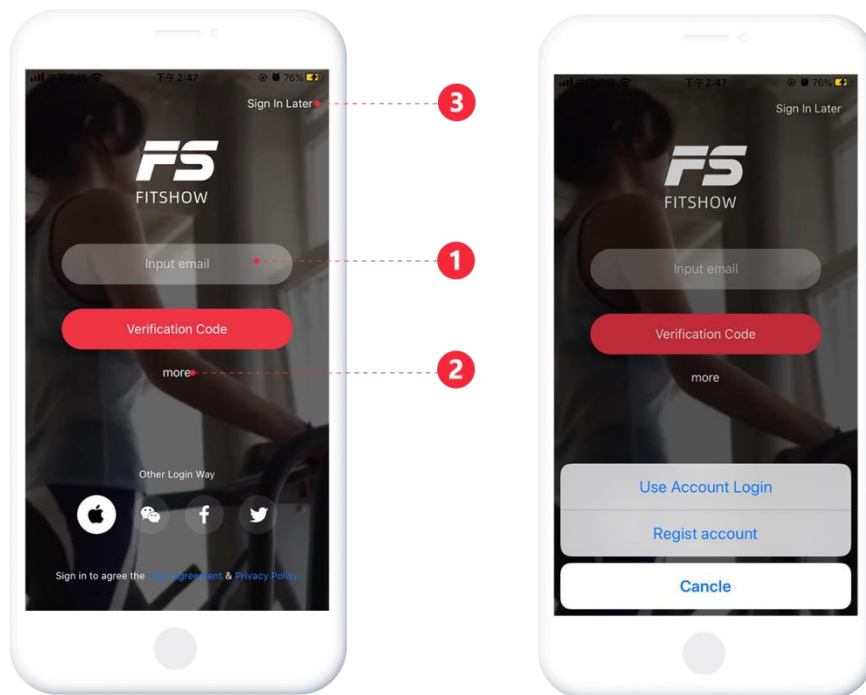 下午2:47
76%
Sign In Later
3
FS
FITSHOW
Input email
1
Verification Code
more
2
Other Login Way
Sign in to agree the User Agreement & Privacy Policy
下午2:47
76%
Sign In Later
FS
FITSHOW
Input email
Verification Code
more
Use Account Login
Regist account
Cancle